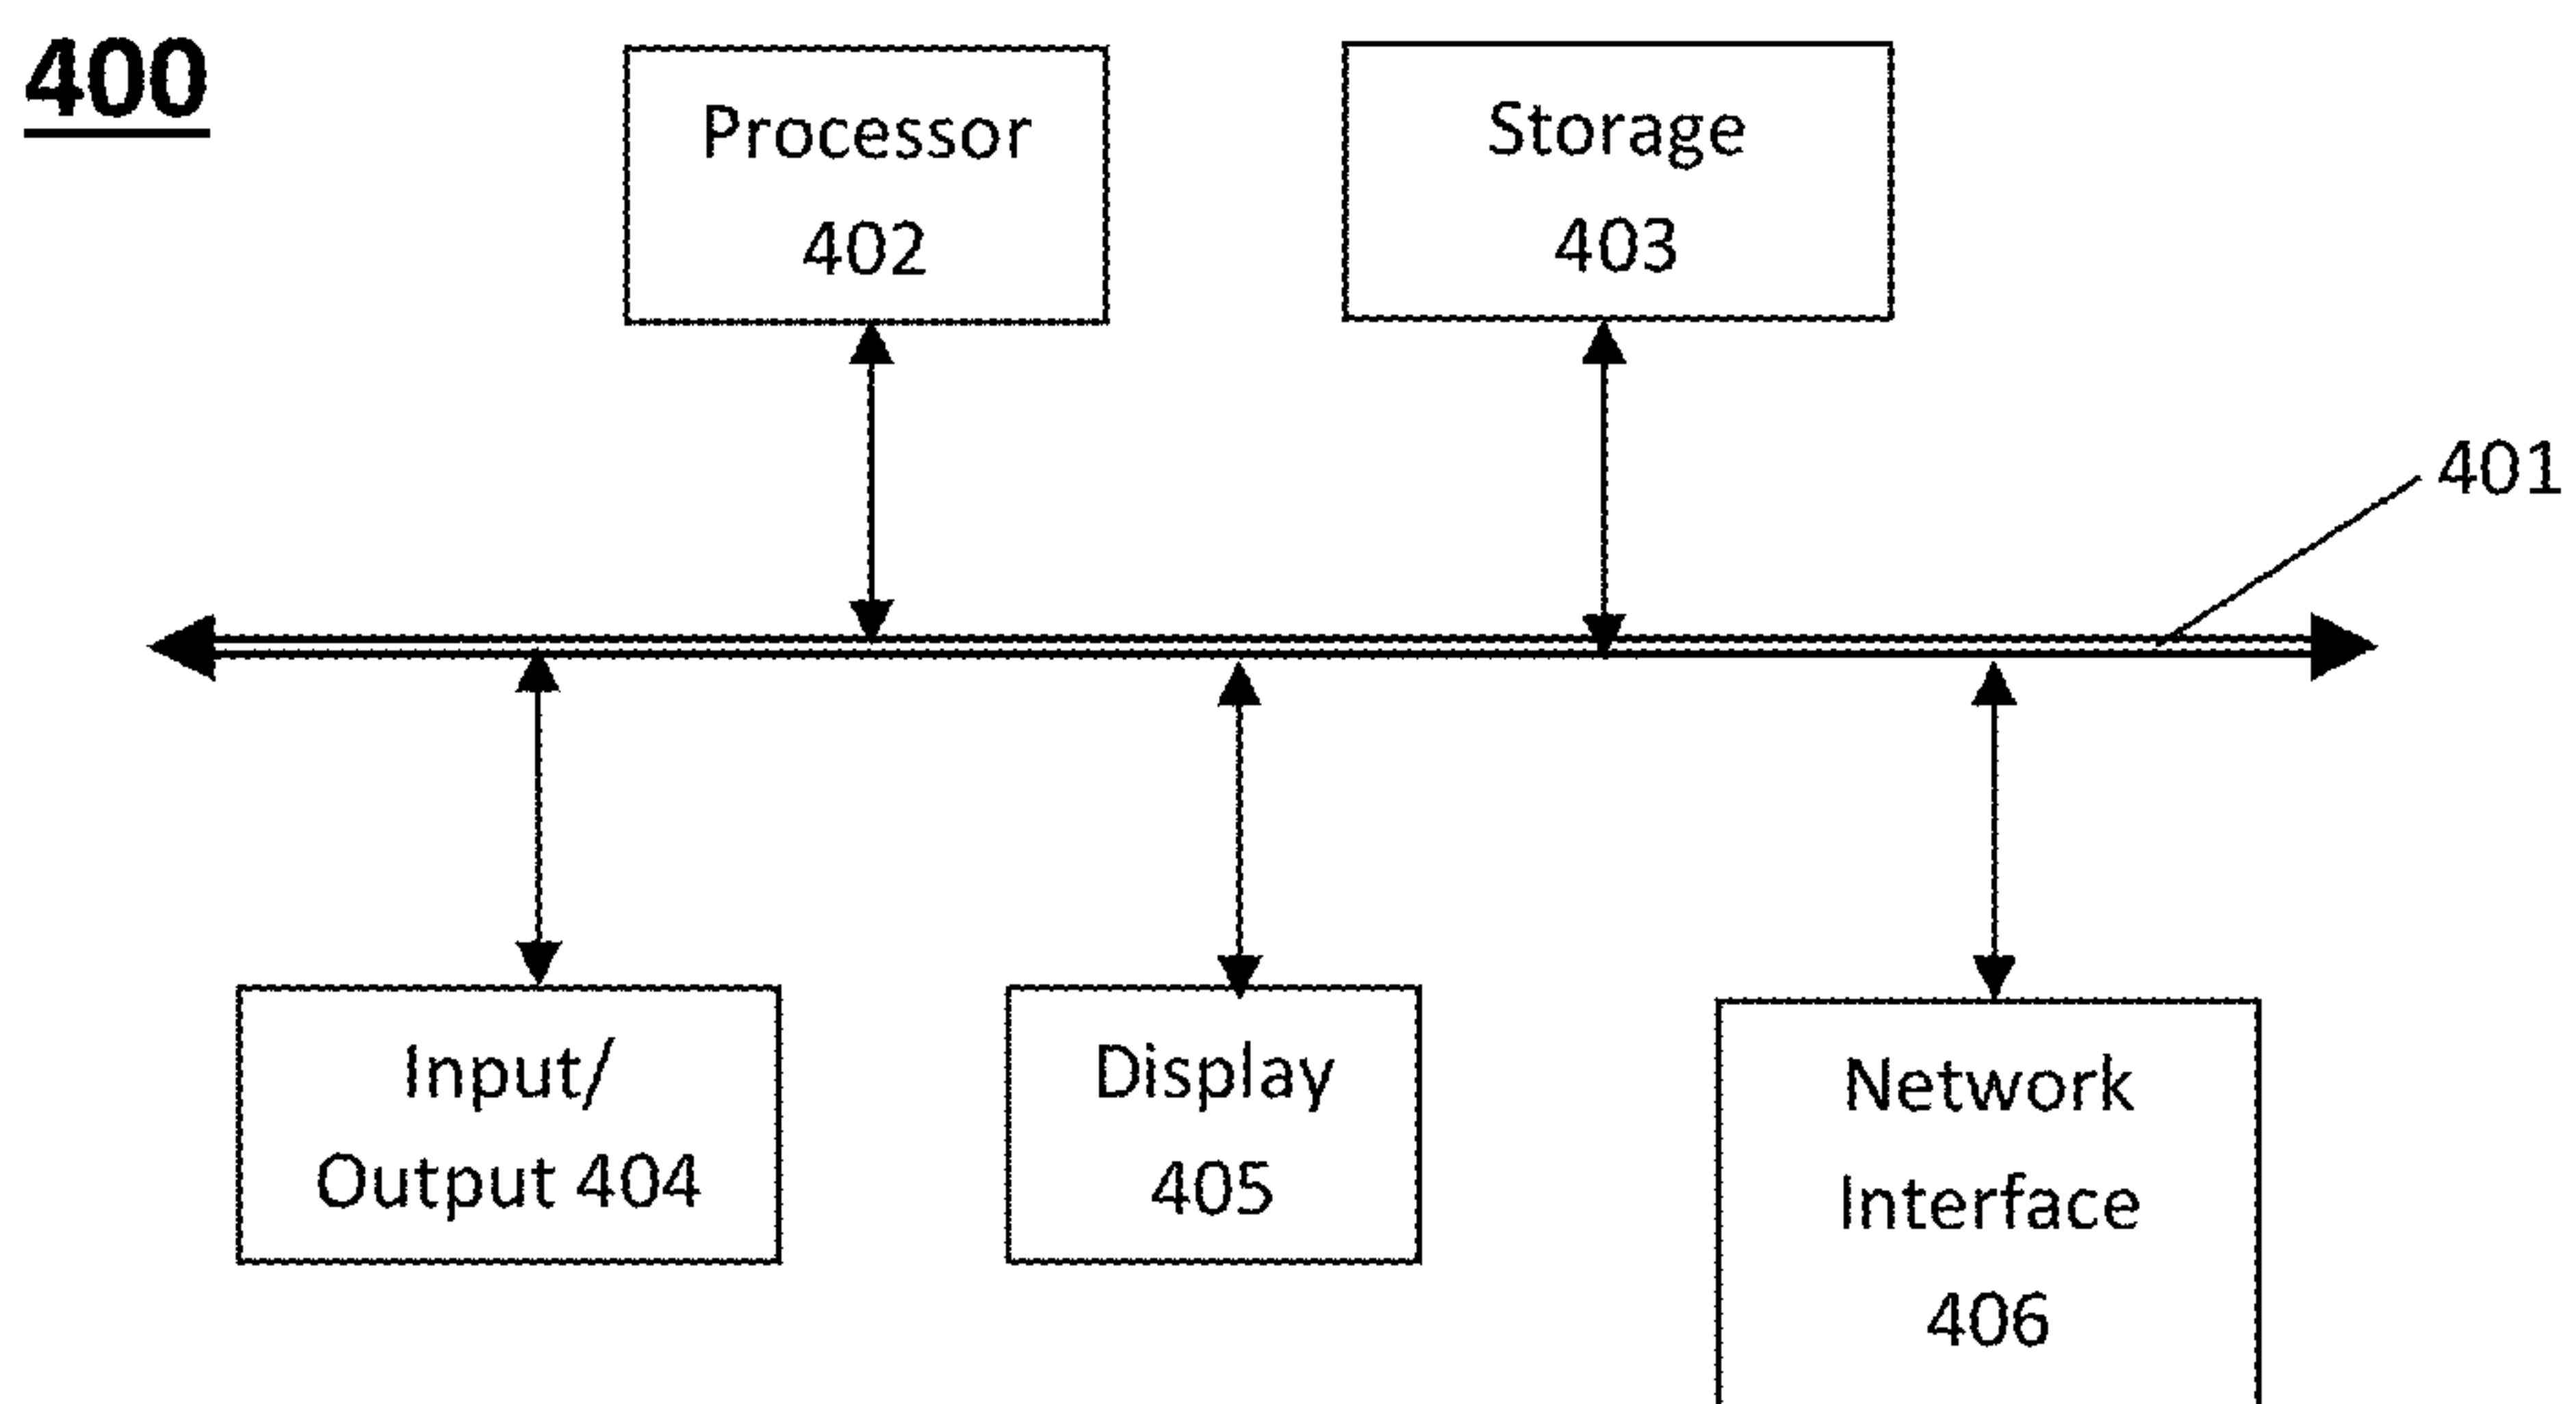 400
Processor
402
Storage
403
401
Input/
Output 404
Display
405
Network
Interface
406